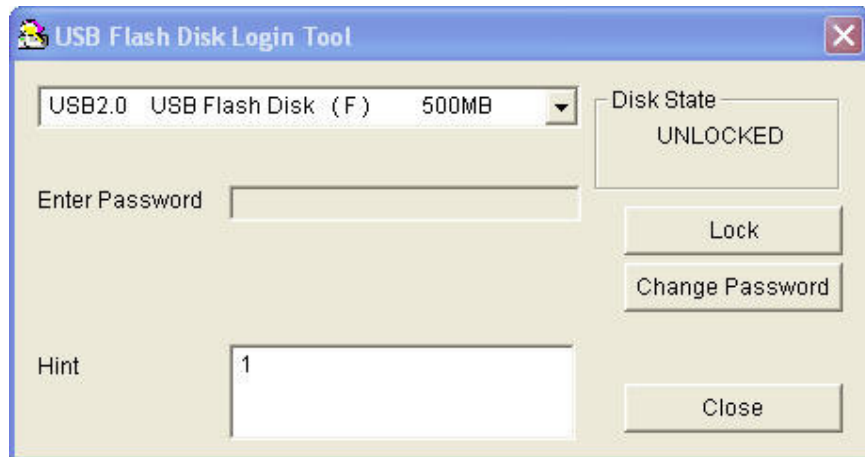 USB Flash Disk Login Tool
USB2.0 USB Flash Disk (F) 500MB
Disk State
UNLOCKED
Enter Password
Lock
Change Password
Hint
1
Close